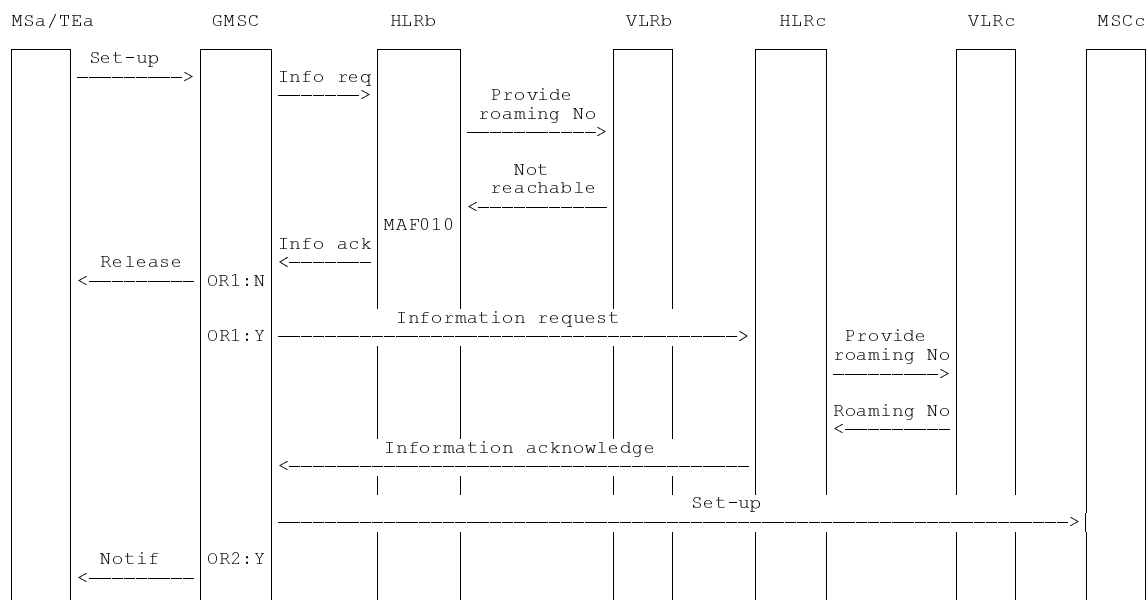 MSa/TEa GMSC HLRb VLRb HLRc VLRc MSCc
Set-up
Info req
Provide
roaming No
Not
reachable
MAF010
Info ack
Release
OR1:N
Information request
OR1:Y
Provide
roaming No
Roaming No
Information acknowledge
Set-up
Notif
OR2:Y